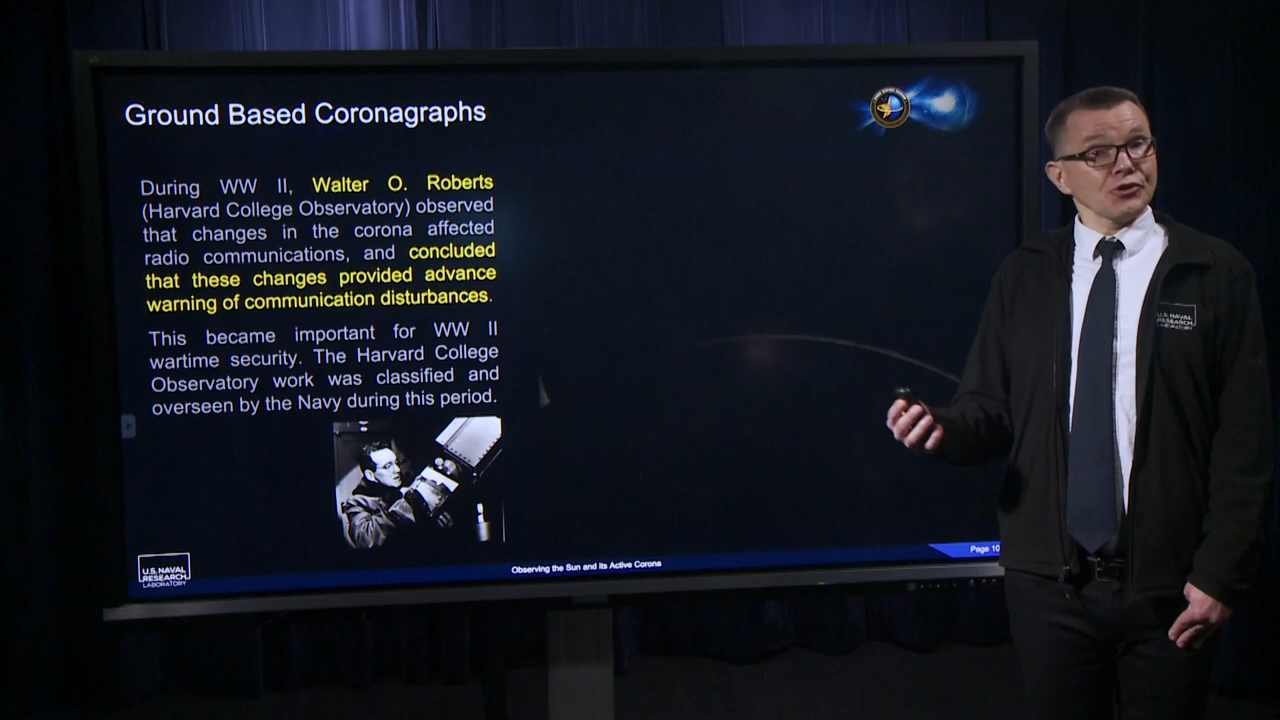 Ground Based Coronagraphs
During WW II, Walter O. Roberts
(Harvard College Observatory) observed
that changes in the corona affected
radio communications, and concluded
that these changes provided advance
warning of communication disturbances.
This became important for WW II
wartime security. The Harvard College
Observatory work was classified and
overseen by the Navy during this period.
U.S. NAVAL
RESEARCH
LABORATORY
Observing the Sun and its Active Corona
Page 10
U.S. NAVAL
RESEARCH
LABORATORY